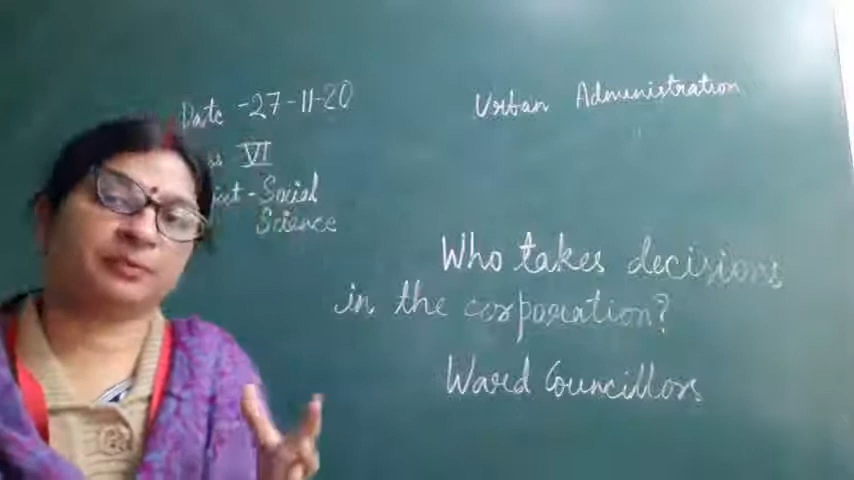 Date -27-11-20
Urban Administration
VI
- Social
Science
Who takes decisions
in the corporation?
Ward Councillors